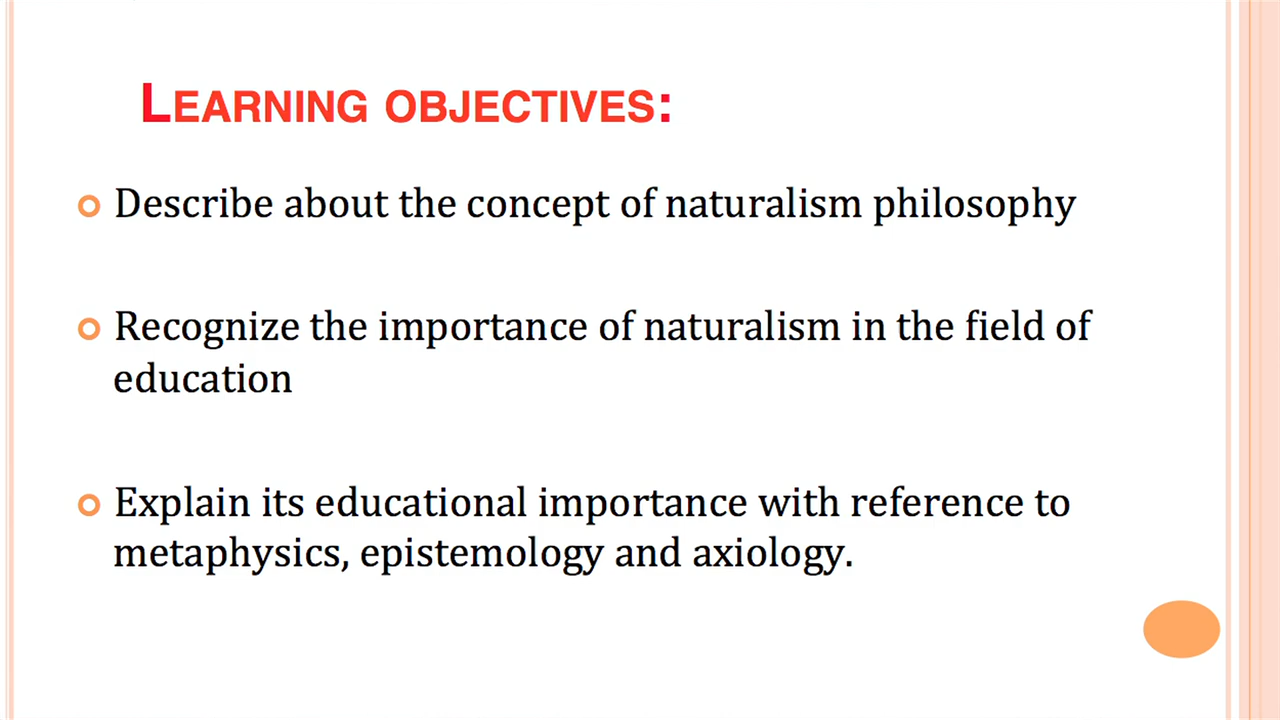 LEARNING OBJECTIVES:
Describe about the concept of naturalism philosophy
Recognize the importance of naturalism in the field of
education
Explain its educational importance with reference to
metaphysics, epistemology and axiology.